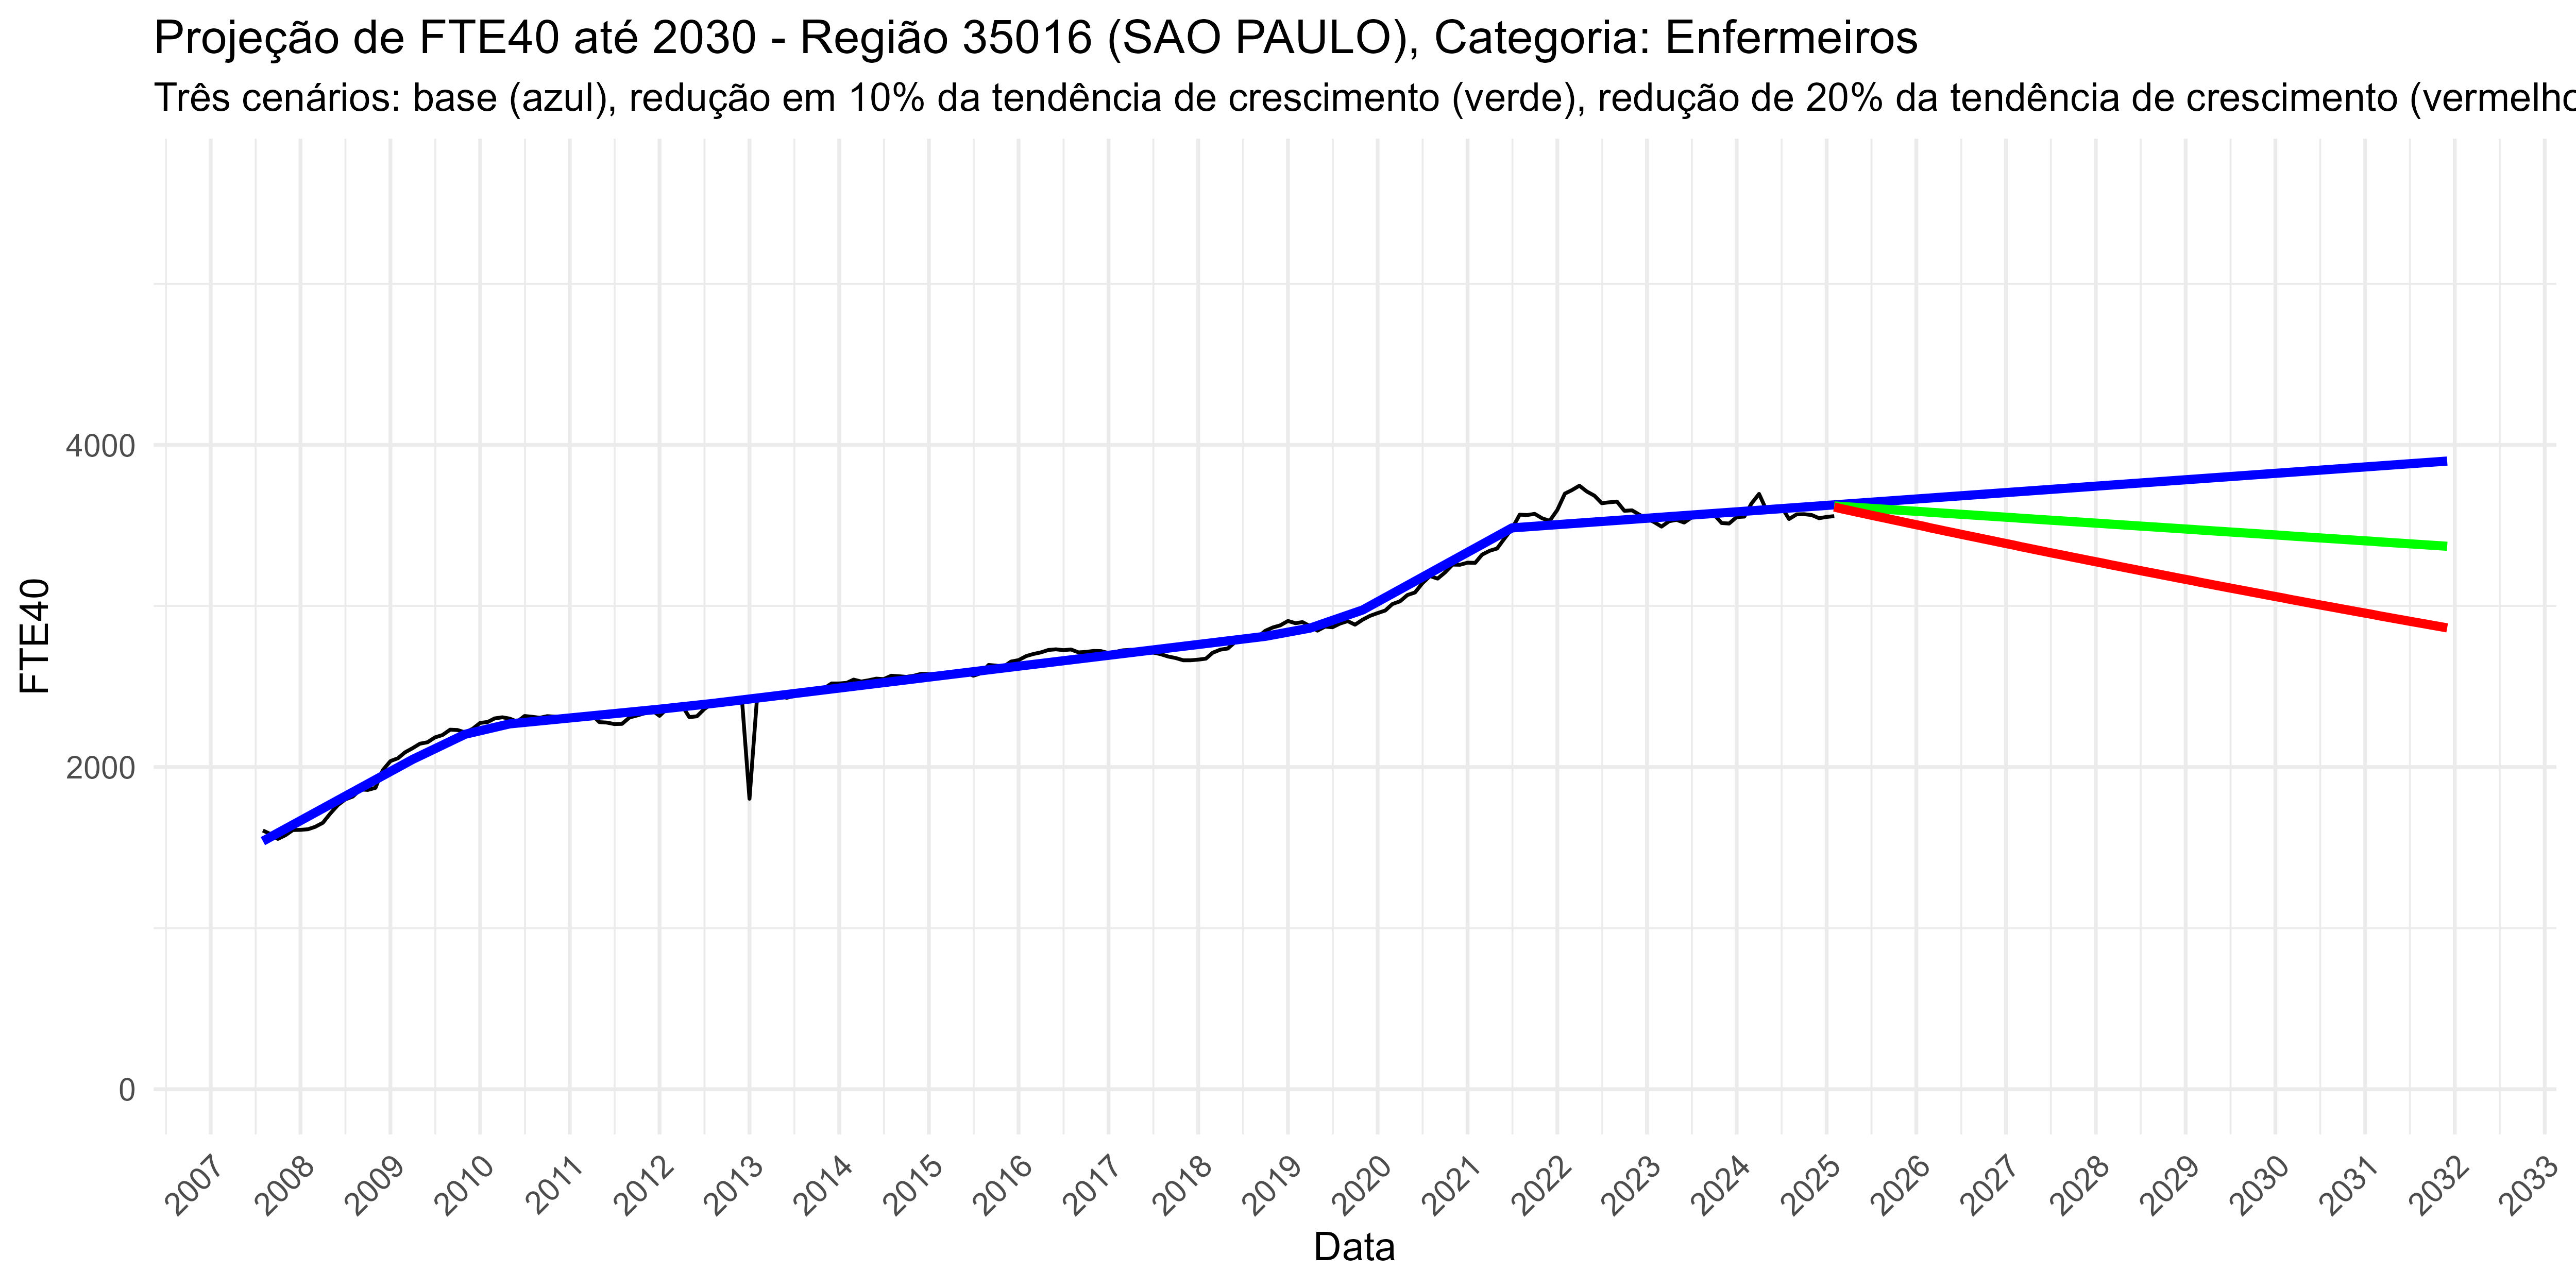 Projeção de FTE40 até 2030 - Região 35016 (SAO PAULO), Categoria: Enfermeiros
Três cenários: base (azul), redução em 10% da tendência de crescimento (verde), redução de 20% da tendência de crescimento (vermelho
FTE40
4000
2000
0
2007 2008 2009 2010 2011 2012 2013 2014 2015 2016 2017 2018 2019 2020 2021 2022 2023 2024 2025 2026 2027 2028 2029 2030 2031 2032 2033
Data